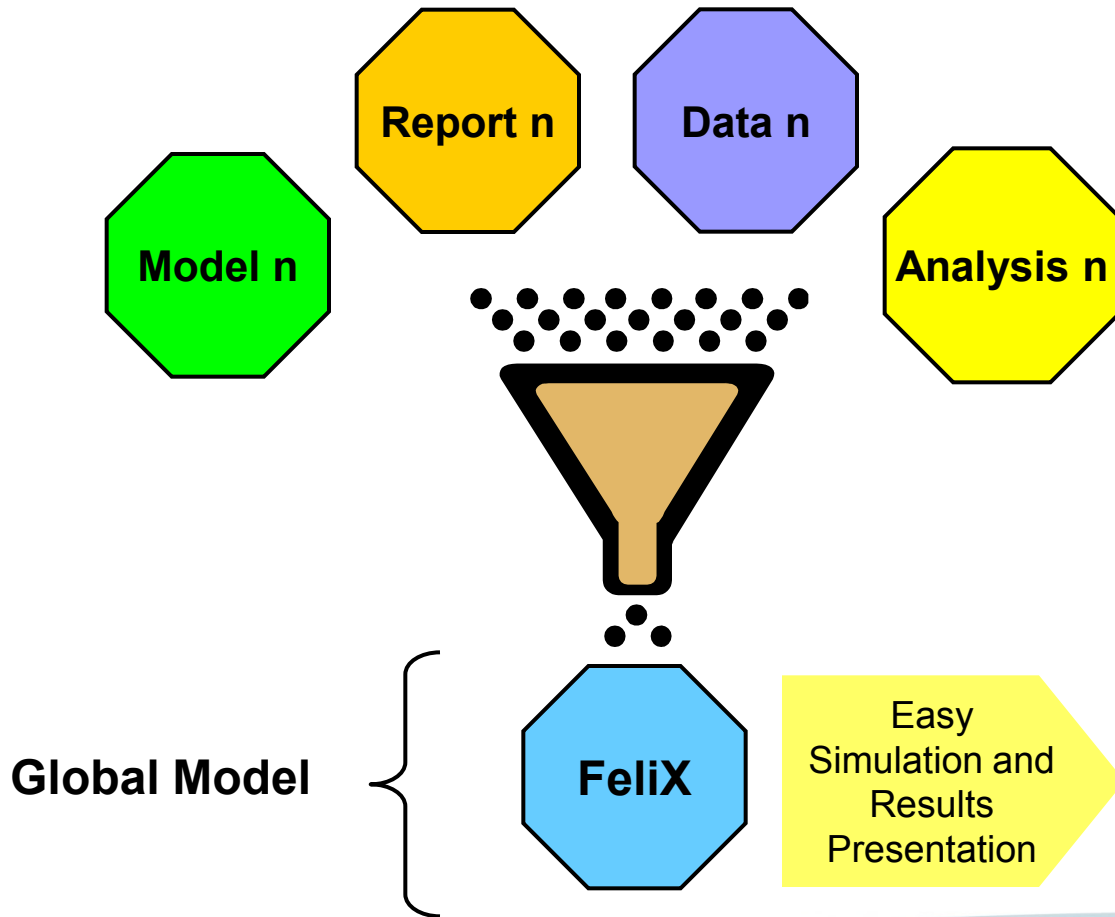 Report n
Data n
Model n
Analysis n
Global Model
FeliX
Easy
Simulation and
Results
Presentation